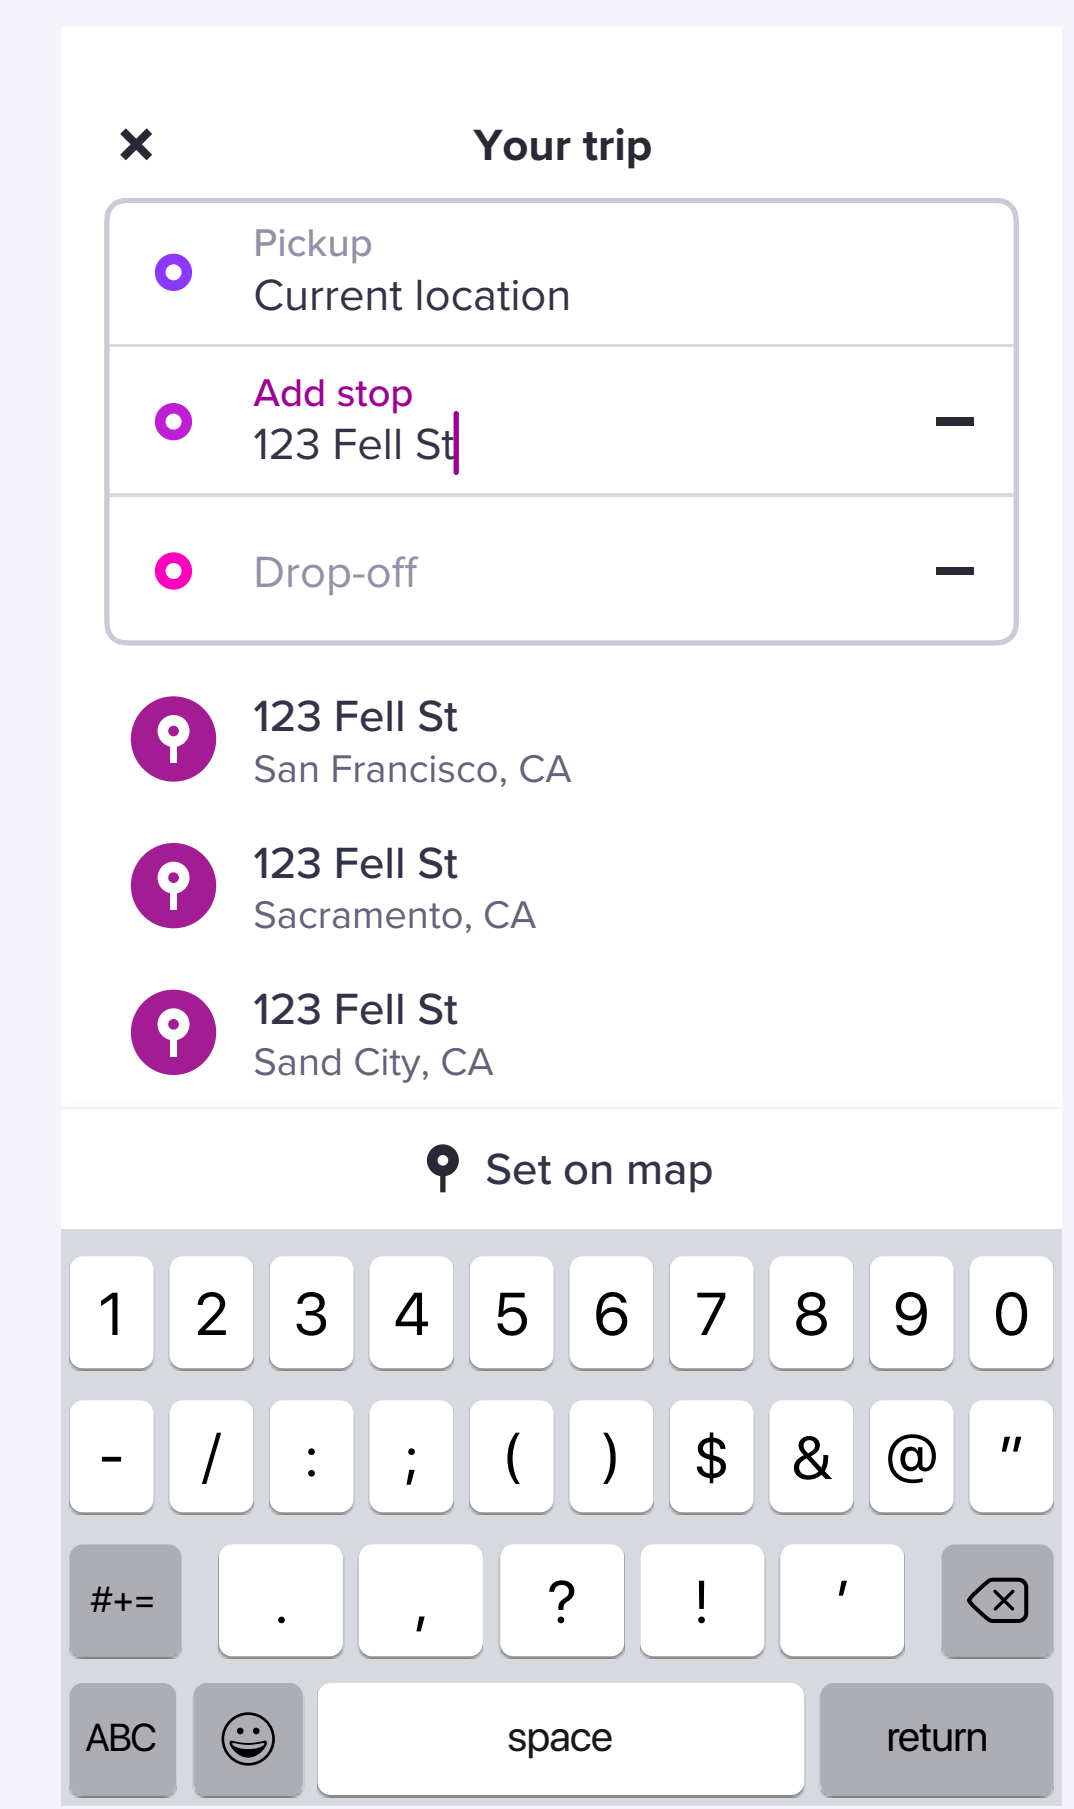 Your trip
Pickup
Current location
Add stop
123 Fell St
Drop-off
123 Fell St
San Francisco, CA
123 Fell St
Sacramento, CA
123 Fell St
Sand City, CA
Set on map
1 2 3 4 5 6 7 8 9 0
- / : ; ( ) $ & @ "
#+= . , ? ! '
ABC space return